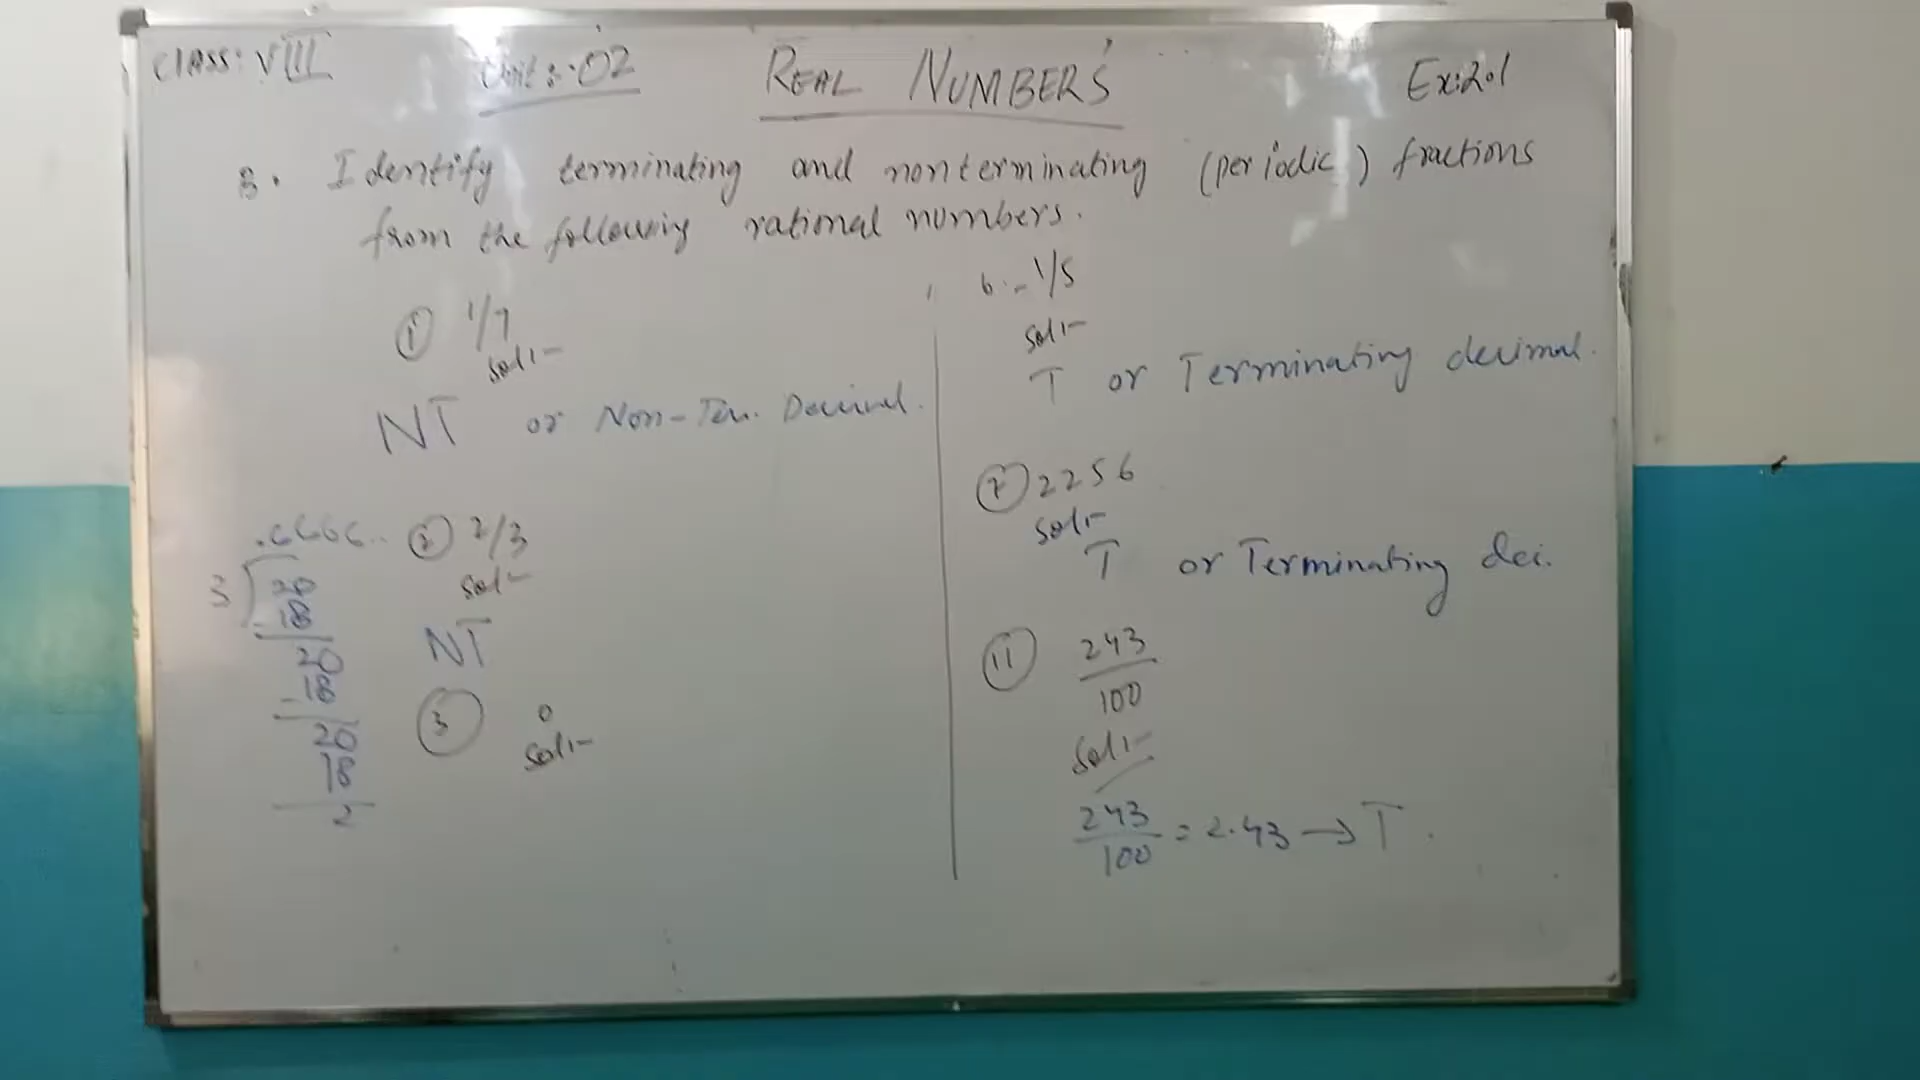 CLASS: VIII Unit :- 02 REAL NUMBERS Ex:2.1
3. Identify terminating and nonterminating (periodic) fractions
from the following rational numbers.
① 1/7
Sol:-
NT or Non-Ter. Decimal.
② 2/3
Sol:-
.6666..
3 20
18
20
18
20
18
2
NT
③ 0
Sol:-
6. - 1/5
Sol:-
T or Terminating decimal.
⑦ 2256
Sol:-
T or Terminating dei.
⑪ 243
100
Sol:-
243
100 = 2.43 → T.